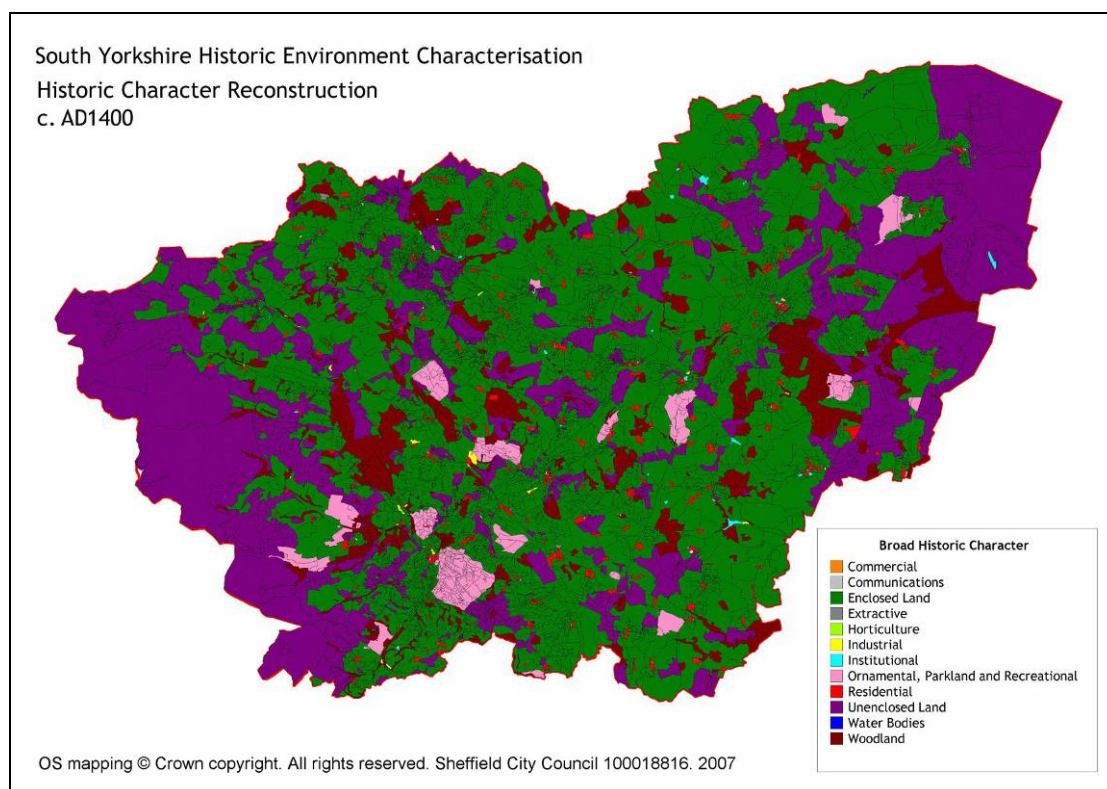 South Yorkshire Historic Environment Characterisation
Historic Character Reconstruction
c. AD1400
Broad Historic Character
Commercial
Communications
Enclosed Land
Extractive
Horticulture
Industrial
Institutional
Ornamental, Parkland and Recreational
Residential
Unenclosed Land
Water Bodies
Woodland
OS mapping © Crown copyright. All rights reserved. Sheffield City Council 100018816. 2007